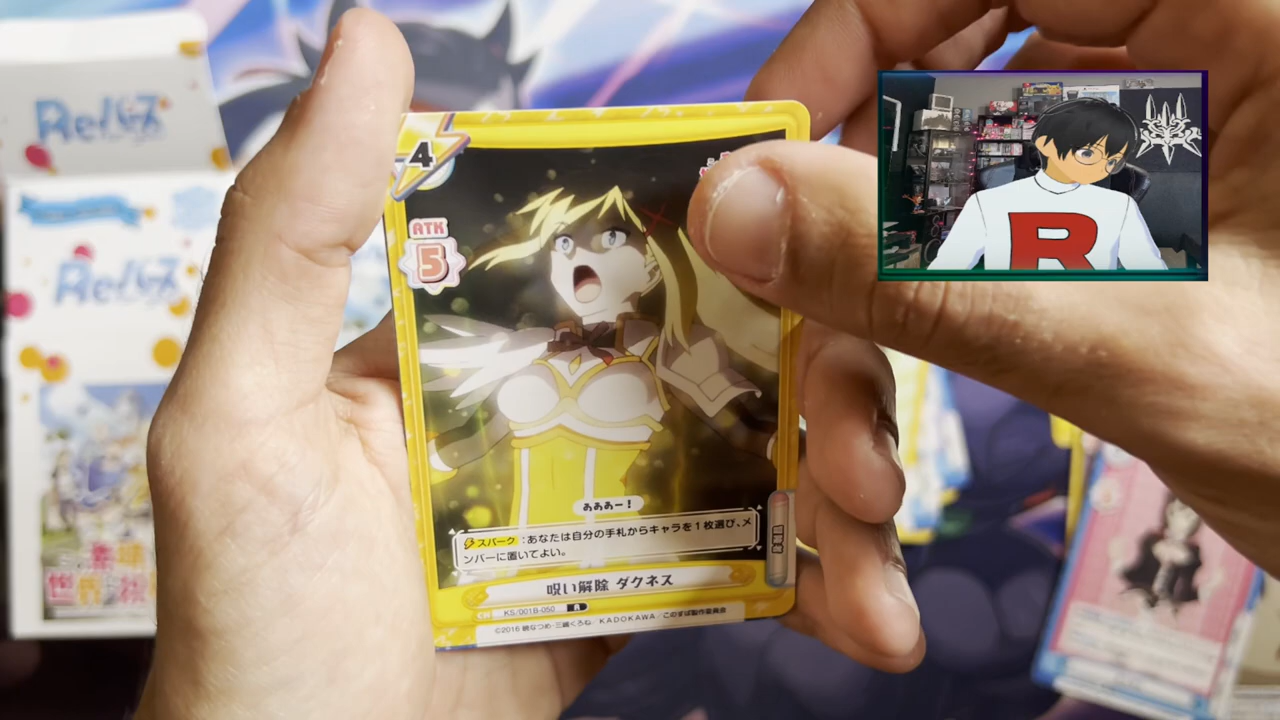 Reバース
Reバース
4
ATK
5
R
あぁあー!
スパーク:あなたは自分の手札からキャラを1枚選び、メ
ンバーに置いてよい。
呪い解除 ダクネス
KS/001B-050 R
©2016 暁なつめ・三嶋くろね/KADOKAWA/このすば製作委員会